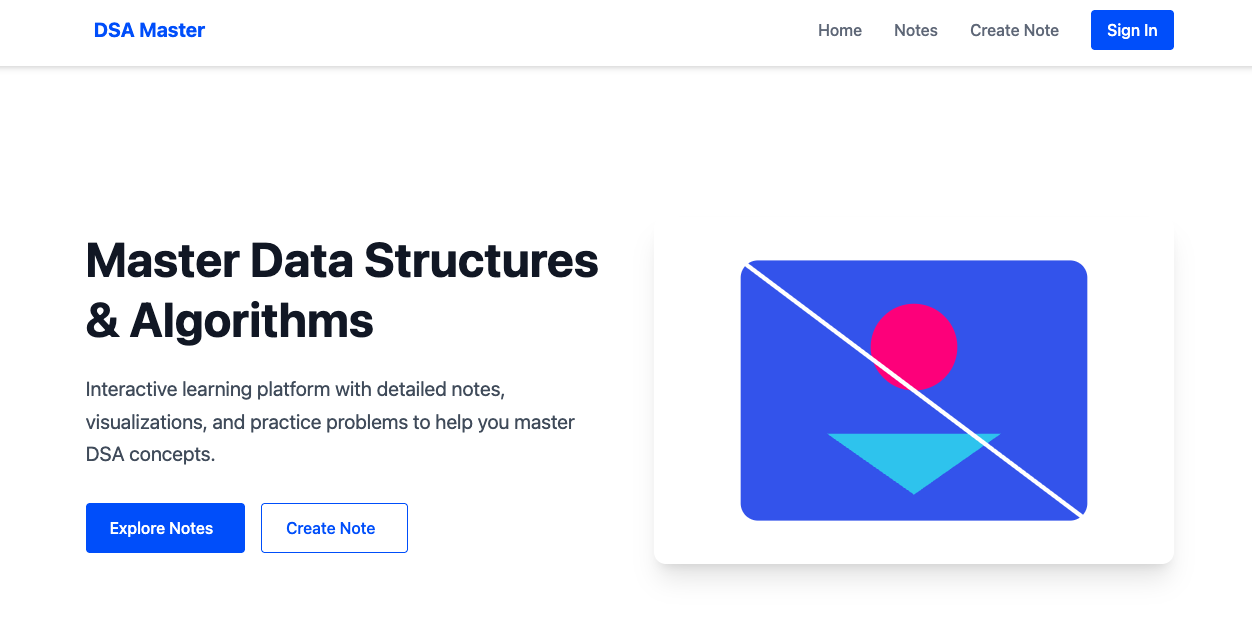 DSA Master
Home
Notes
Create Note
Sign In
Master Data Structures
& Algorithms
Interactive learning platform with detailed notes,
visualizations, and practice problems to help you master
DSA concepts.
Explore Notes
Create Note